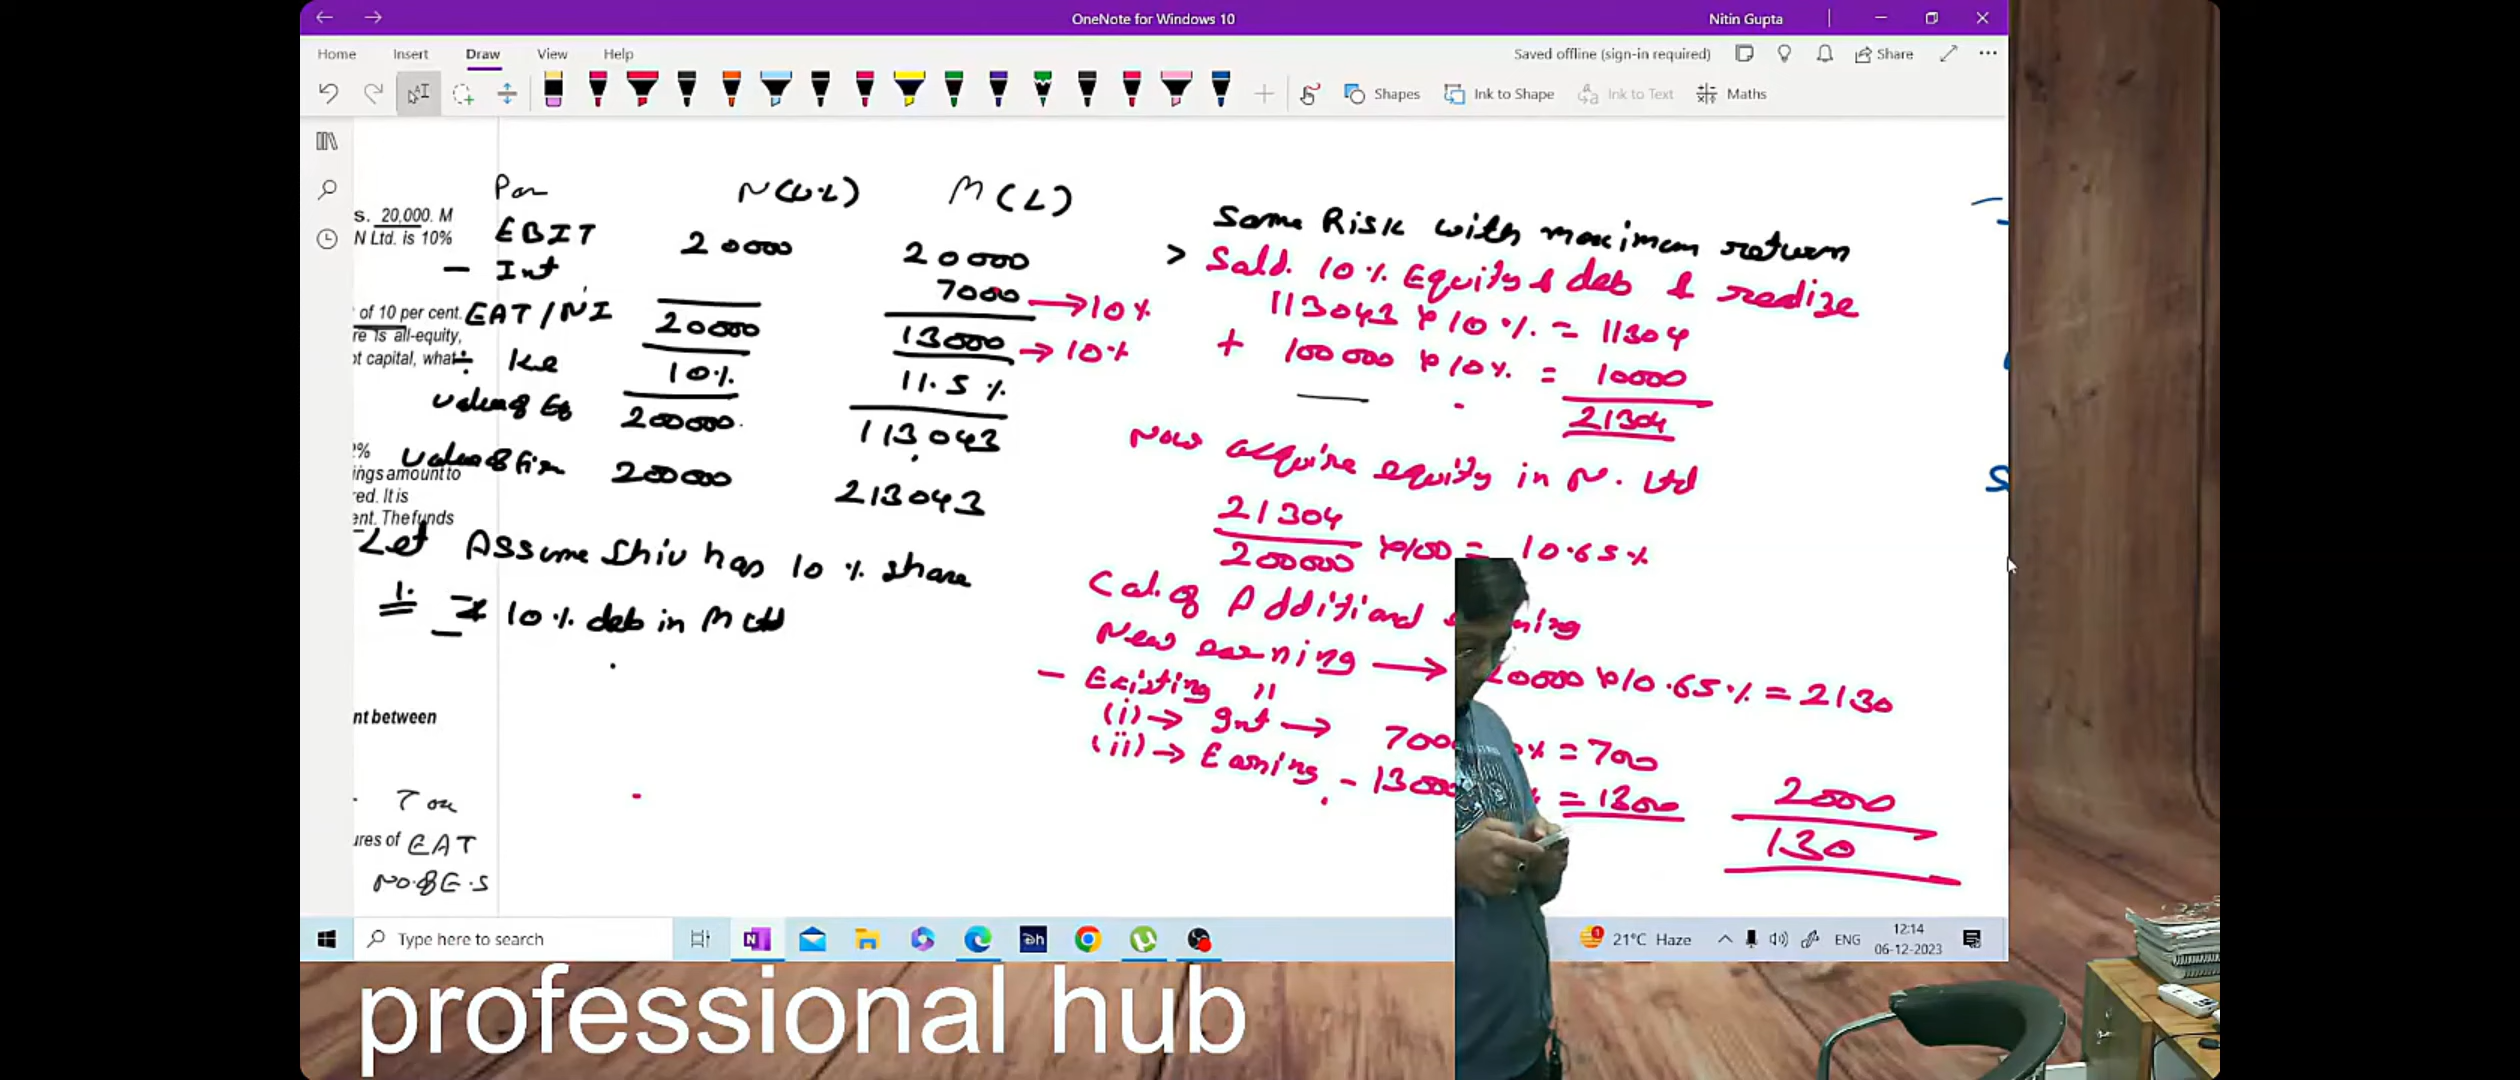 OneNote for Windows 10
Nitin Gupta
Home Insert Draw View Help
Saved offline (sign-in required) Share
Shapes Ink to Shape Ink to Text Maths
s. 20,000. M
N Ltd. is 10%
of 10 per cent.
re is all-equity,
ot capital, what
2%
ings amount to
red. It is
ent. The funds
nt between
ures of
Par N(U.L) M(L)
EBIT 20000 20000
- Int 7000 → 10%
EAT/NI 20000 13000 → 10%
÷ Ke 10% 11.5%
Value of Eq 200000 113043
Value of Firm 200000 213043
Let Assume Shiv has 10% share
10% deb in M Ltd
EAT
No. of E.S
Same Risk with maximum return
> Sald. 10% Equity & deb & realize
113043 x 10% = 11304
+ 100000 x 10% = 10000
21304
Now acquire equity in N. Ltd
21304
200000 x100 = 10.65%
Cal. of Additional
New earning → 20000 x 10.65% = 2130
- Existing "
(i) → Int → = 700
(ii) → Earning - = 1300 2000
130
Type here to search
21°C Haze
ENG
12:14
06-12-2023
professional hub